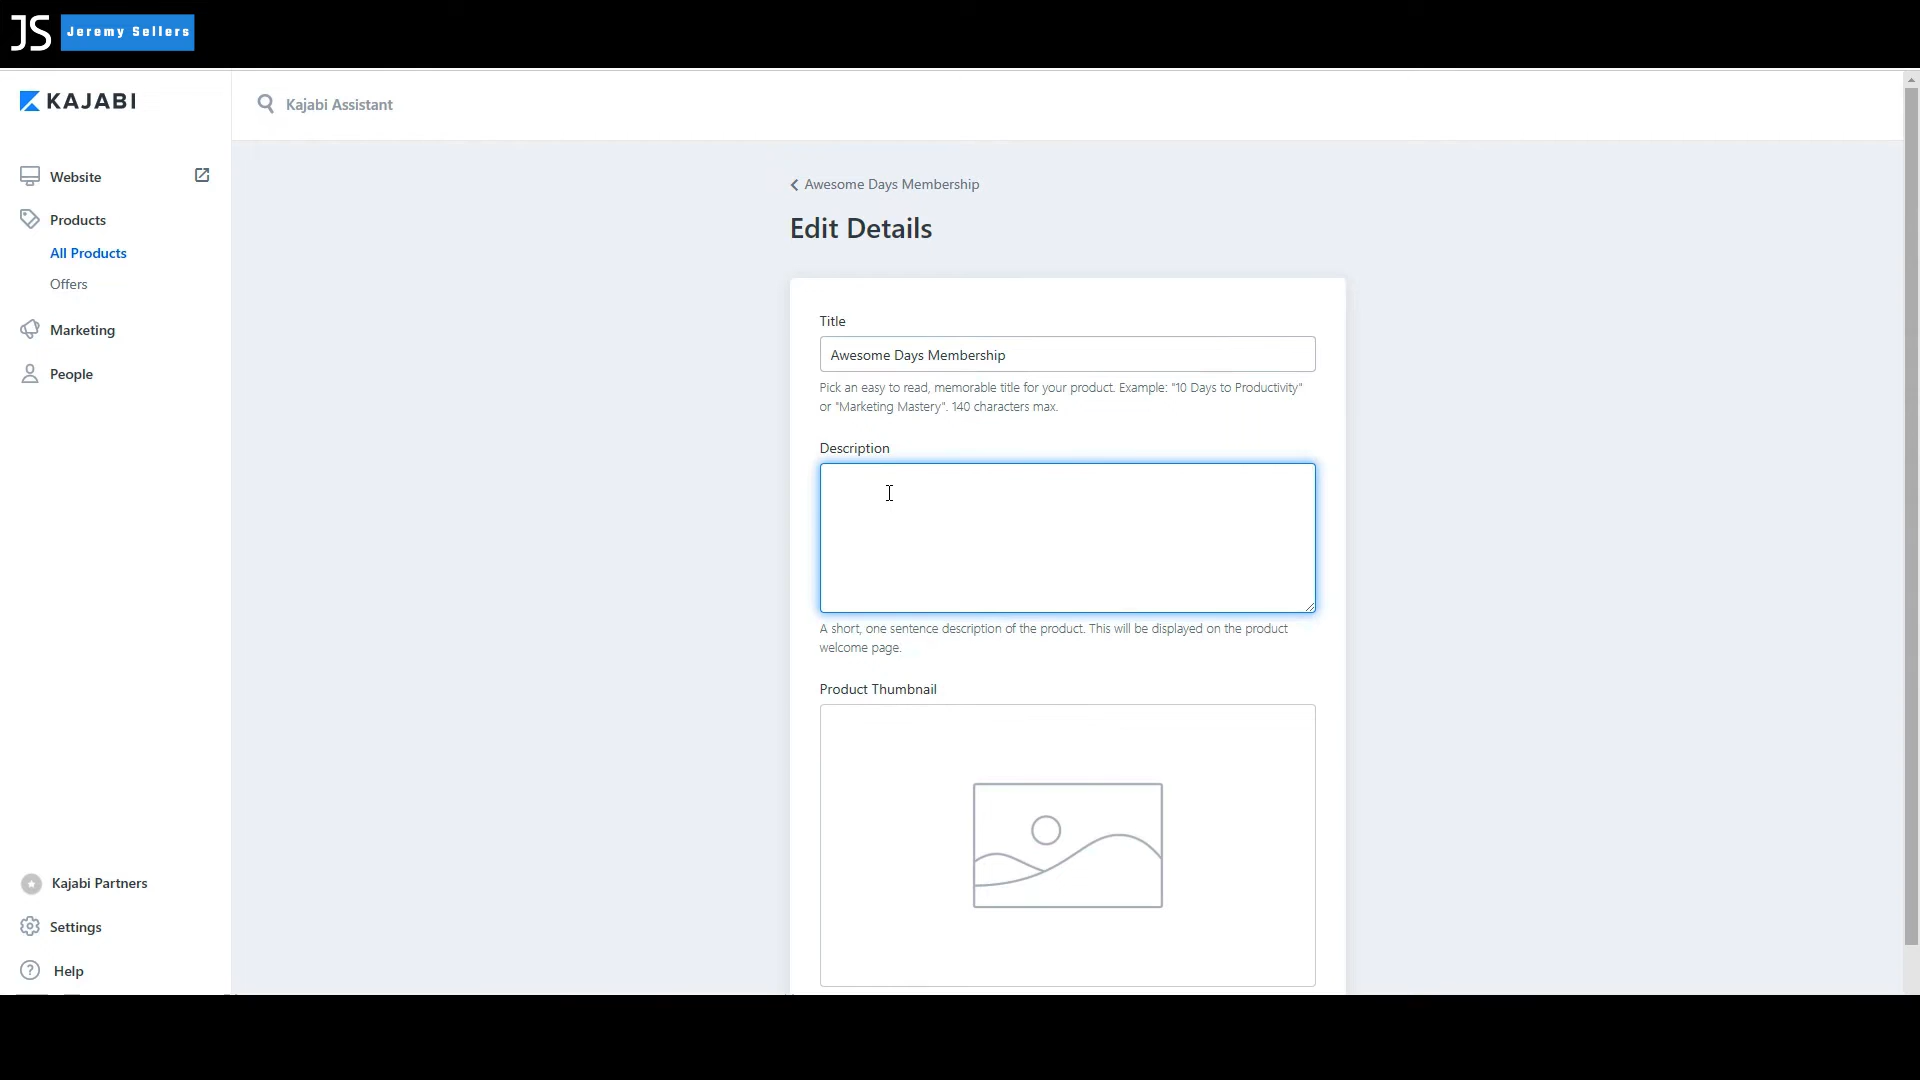 JS Jeremy Sellers
KAJABI
Kajabi Assistant
Website
Products
All Products
Offers
Marketing
People
Kajabi Partners
Settings
Help
Awesome Days Membership
Edit Details
Title
Awesome Days Membership
Pick an easy to read, memorable title for your product. Example: "10 Days to Productivity"
or "Marketing Mastery". 140 characters max.
Description
A short, one sentence description of the product. This will be displayed on the product
welcome page.
Product Thumbnail